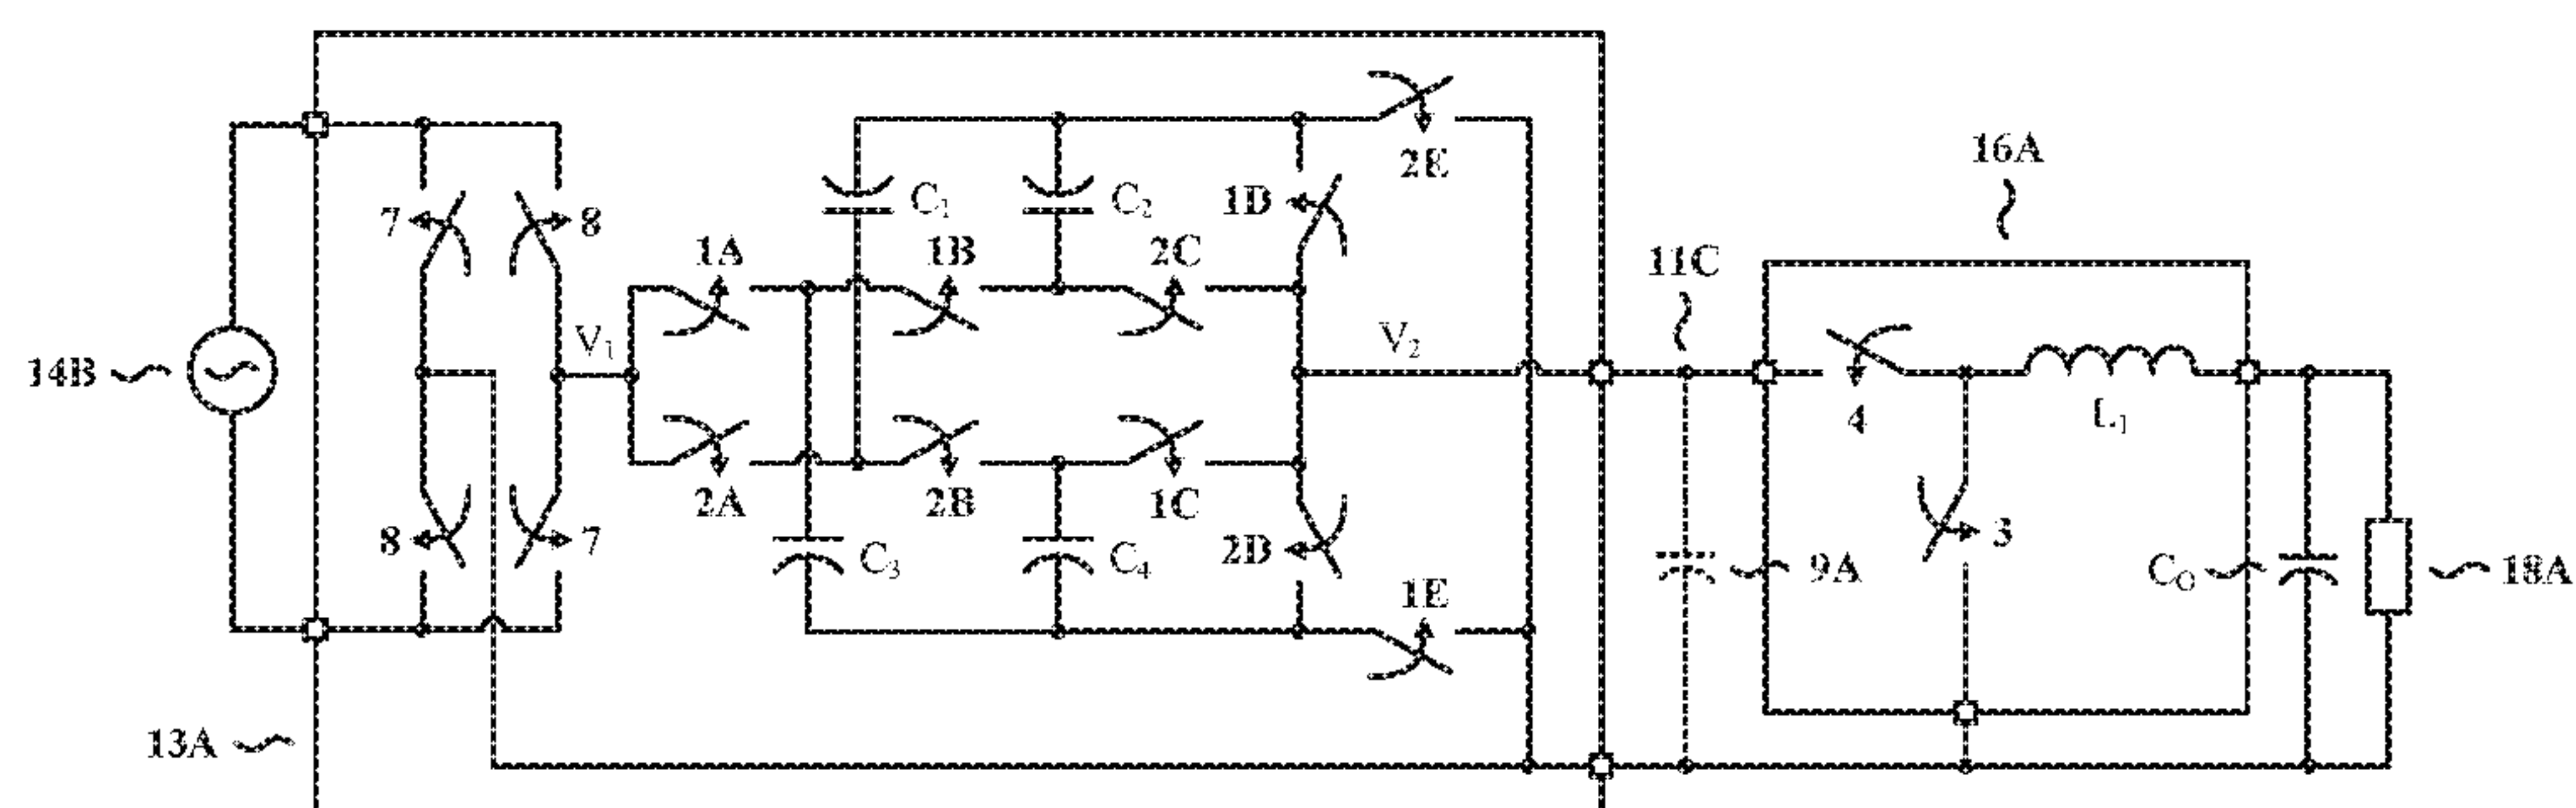 16A
2E
7
8
C₁
C₂
1D
1A
1B
2C
11C
V₁
V₂
14B
4
L₁
2A
2B
1C
8
7
C₃
C₄
2D
3
9A
C_O
18A
1E
13A